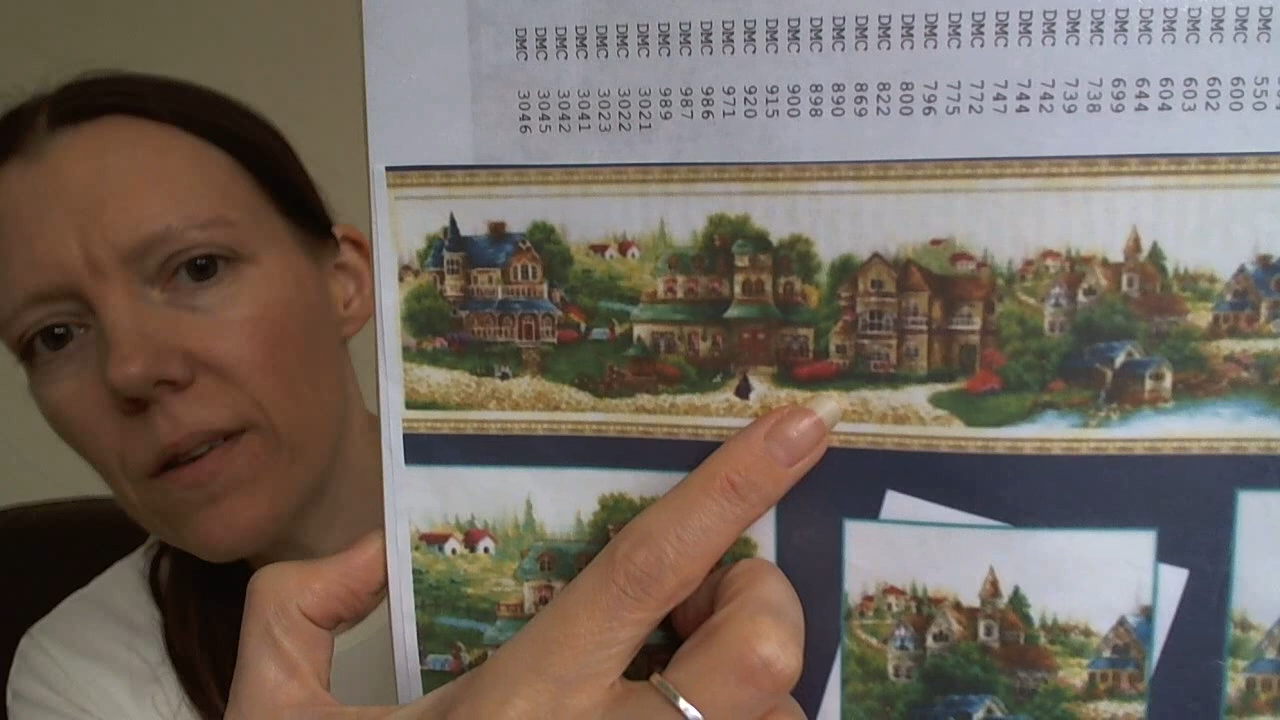 DMC 550
DMC 600
DMC 602
DMC 603
DMC 604
DMC 644
DMC 699
DMC 738
DMC 739
DMC 742
DMC 744
DMC 747
DMC 772
DMC 775
DMC 796
DMC 800
DMC 822
DMC 869
DMC 890
DMC 898
DMC 900
DMC 915
DMC 920
DMC 971
DMC 986
DMC 987
DMC 989
DMC 3021
DMC 3022
DMC 3023
DMC 3041
DMC 3042
DMC 3045
DMC 3046